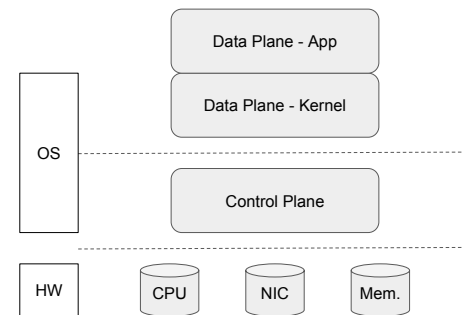 Data Plane - App
Data Plane - Kernel
OS
Control Plane
HW
CPU
NIC
Mem.